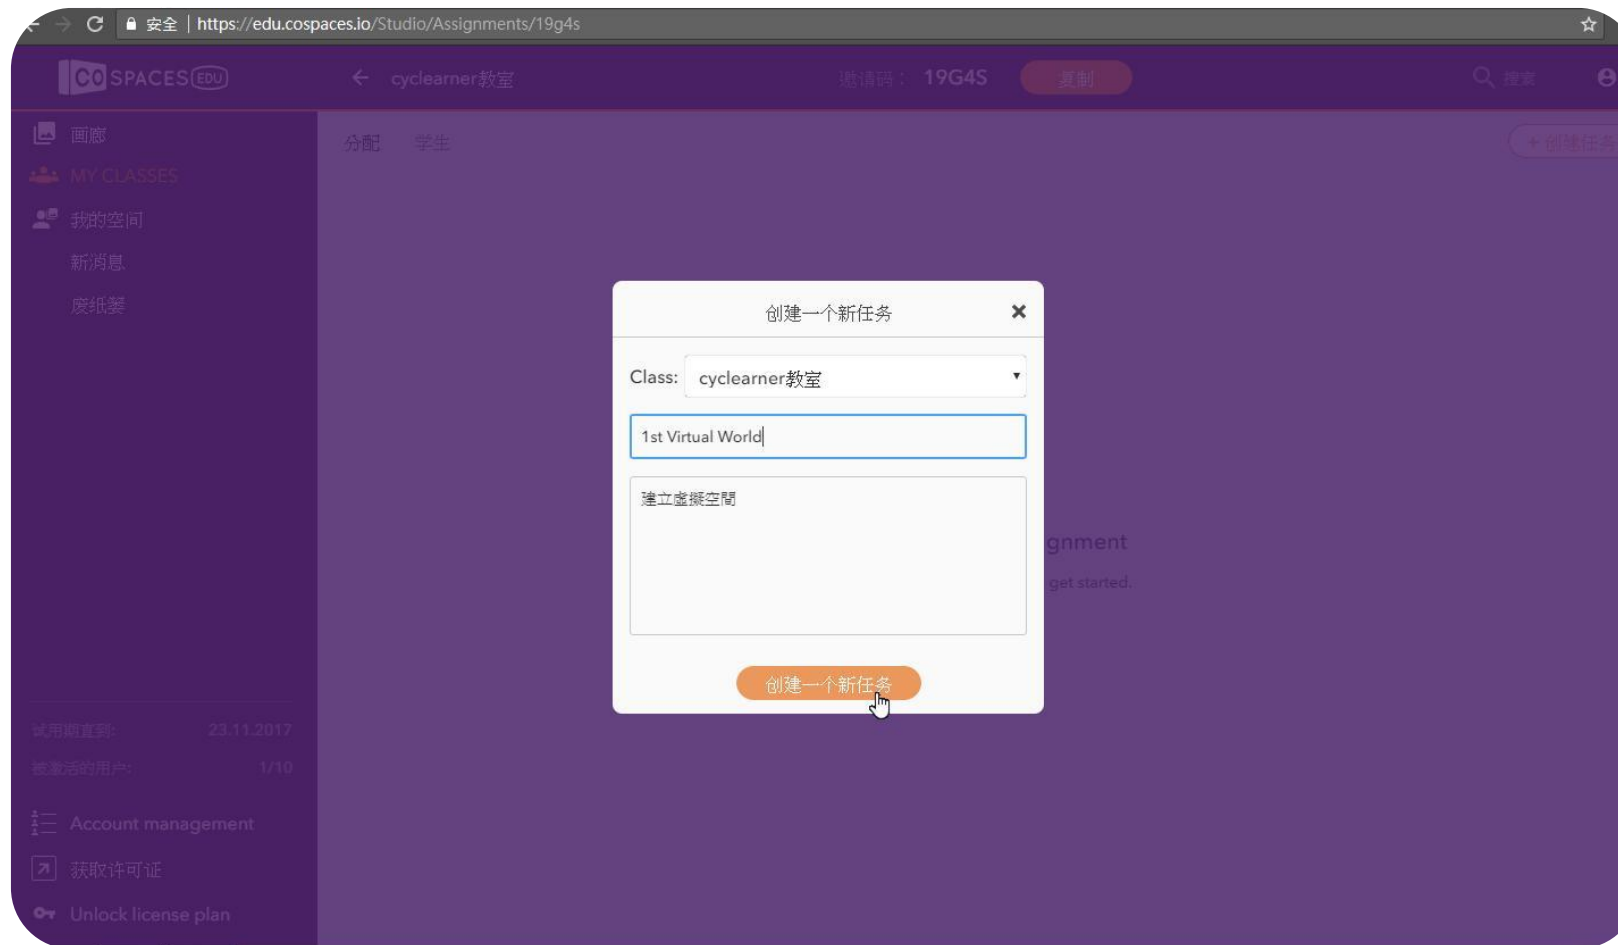 安全 | https://edu.cospaces.io/Studio/Assignments/19g4s
CO SPACES EDU
cyclearner教室
邀请码： 19G4S
复制
搜索
画廊
MY CLASSES
我的空间
新消息
废纸篓
分配 学生
+ 创建任务
创建一个新任务
Class: cyclearner教室
1st Virtual World
建立虛擬空間
gnment
get started.
创建一个新任务
试用期直到: 23.11.2017
被激活的用户: 1/10
Account management
获取许可证
Unlock license plan